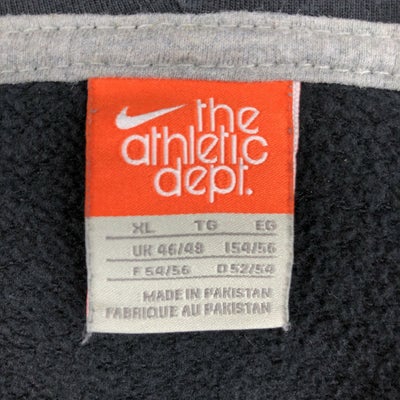 the
athletic
dept.
XL TG EG
UK 46/48 I 54/56
F 54/56 D 52/54
MADE IN PAKISTAN
FABRIQUE AU PAKISTAN